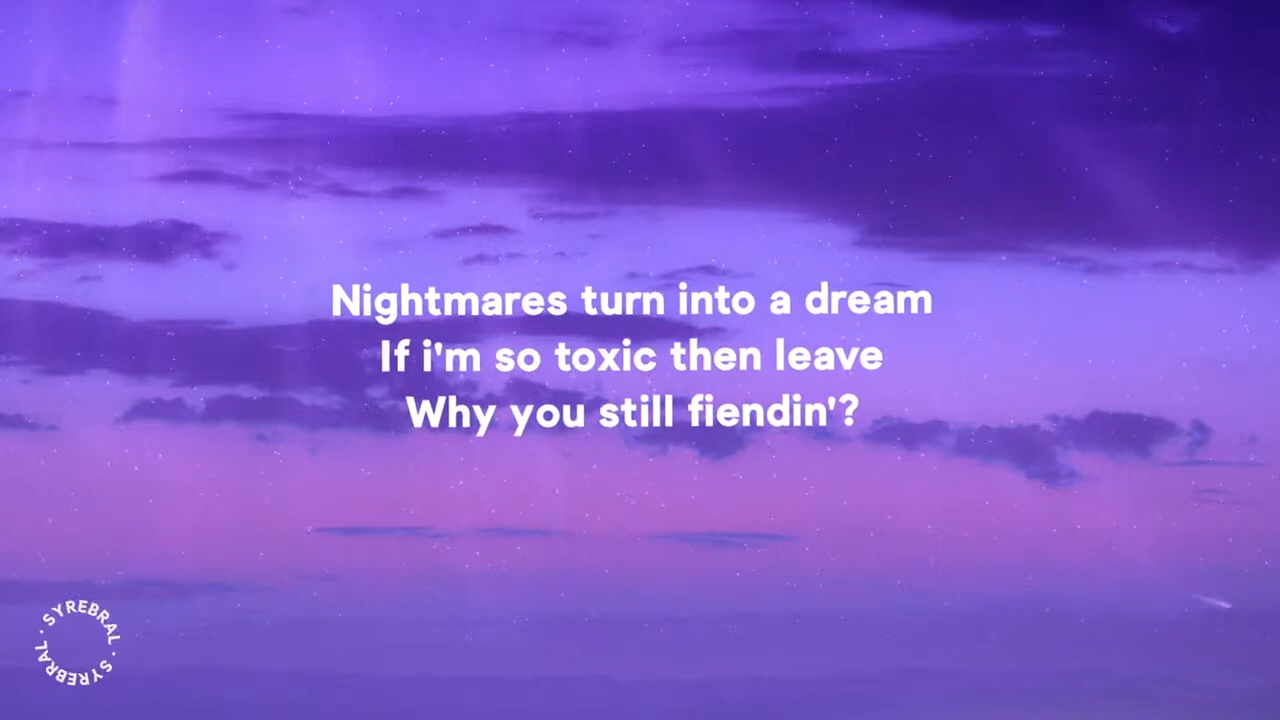 Nightmares turn into a dream
If i'm so toxic then leave
Why you still fiendin'?
SYREBRAL · SYREBRAL ·